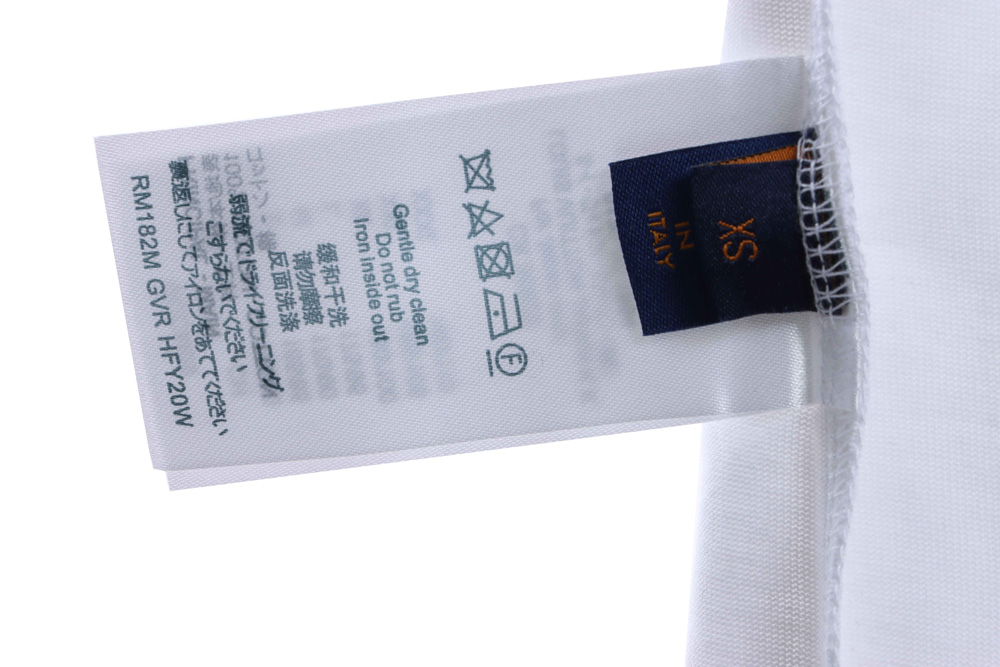 Gentle dry clean
Do not rub
Iron inside out
缓和干洗
请勿磨擦
反面洗涤
弱流でドライクリーニング
こすらないでください
裏返しにしてアイロンをあててください
RM182M GVR HFY20W
F
XS
IN
ITALY